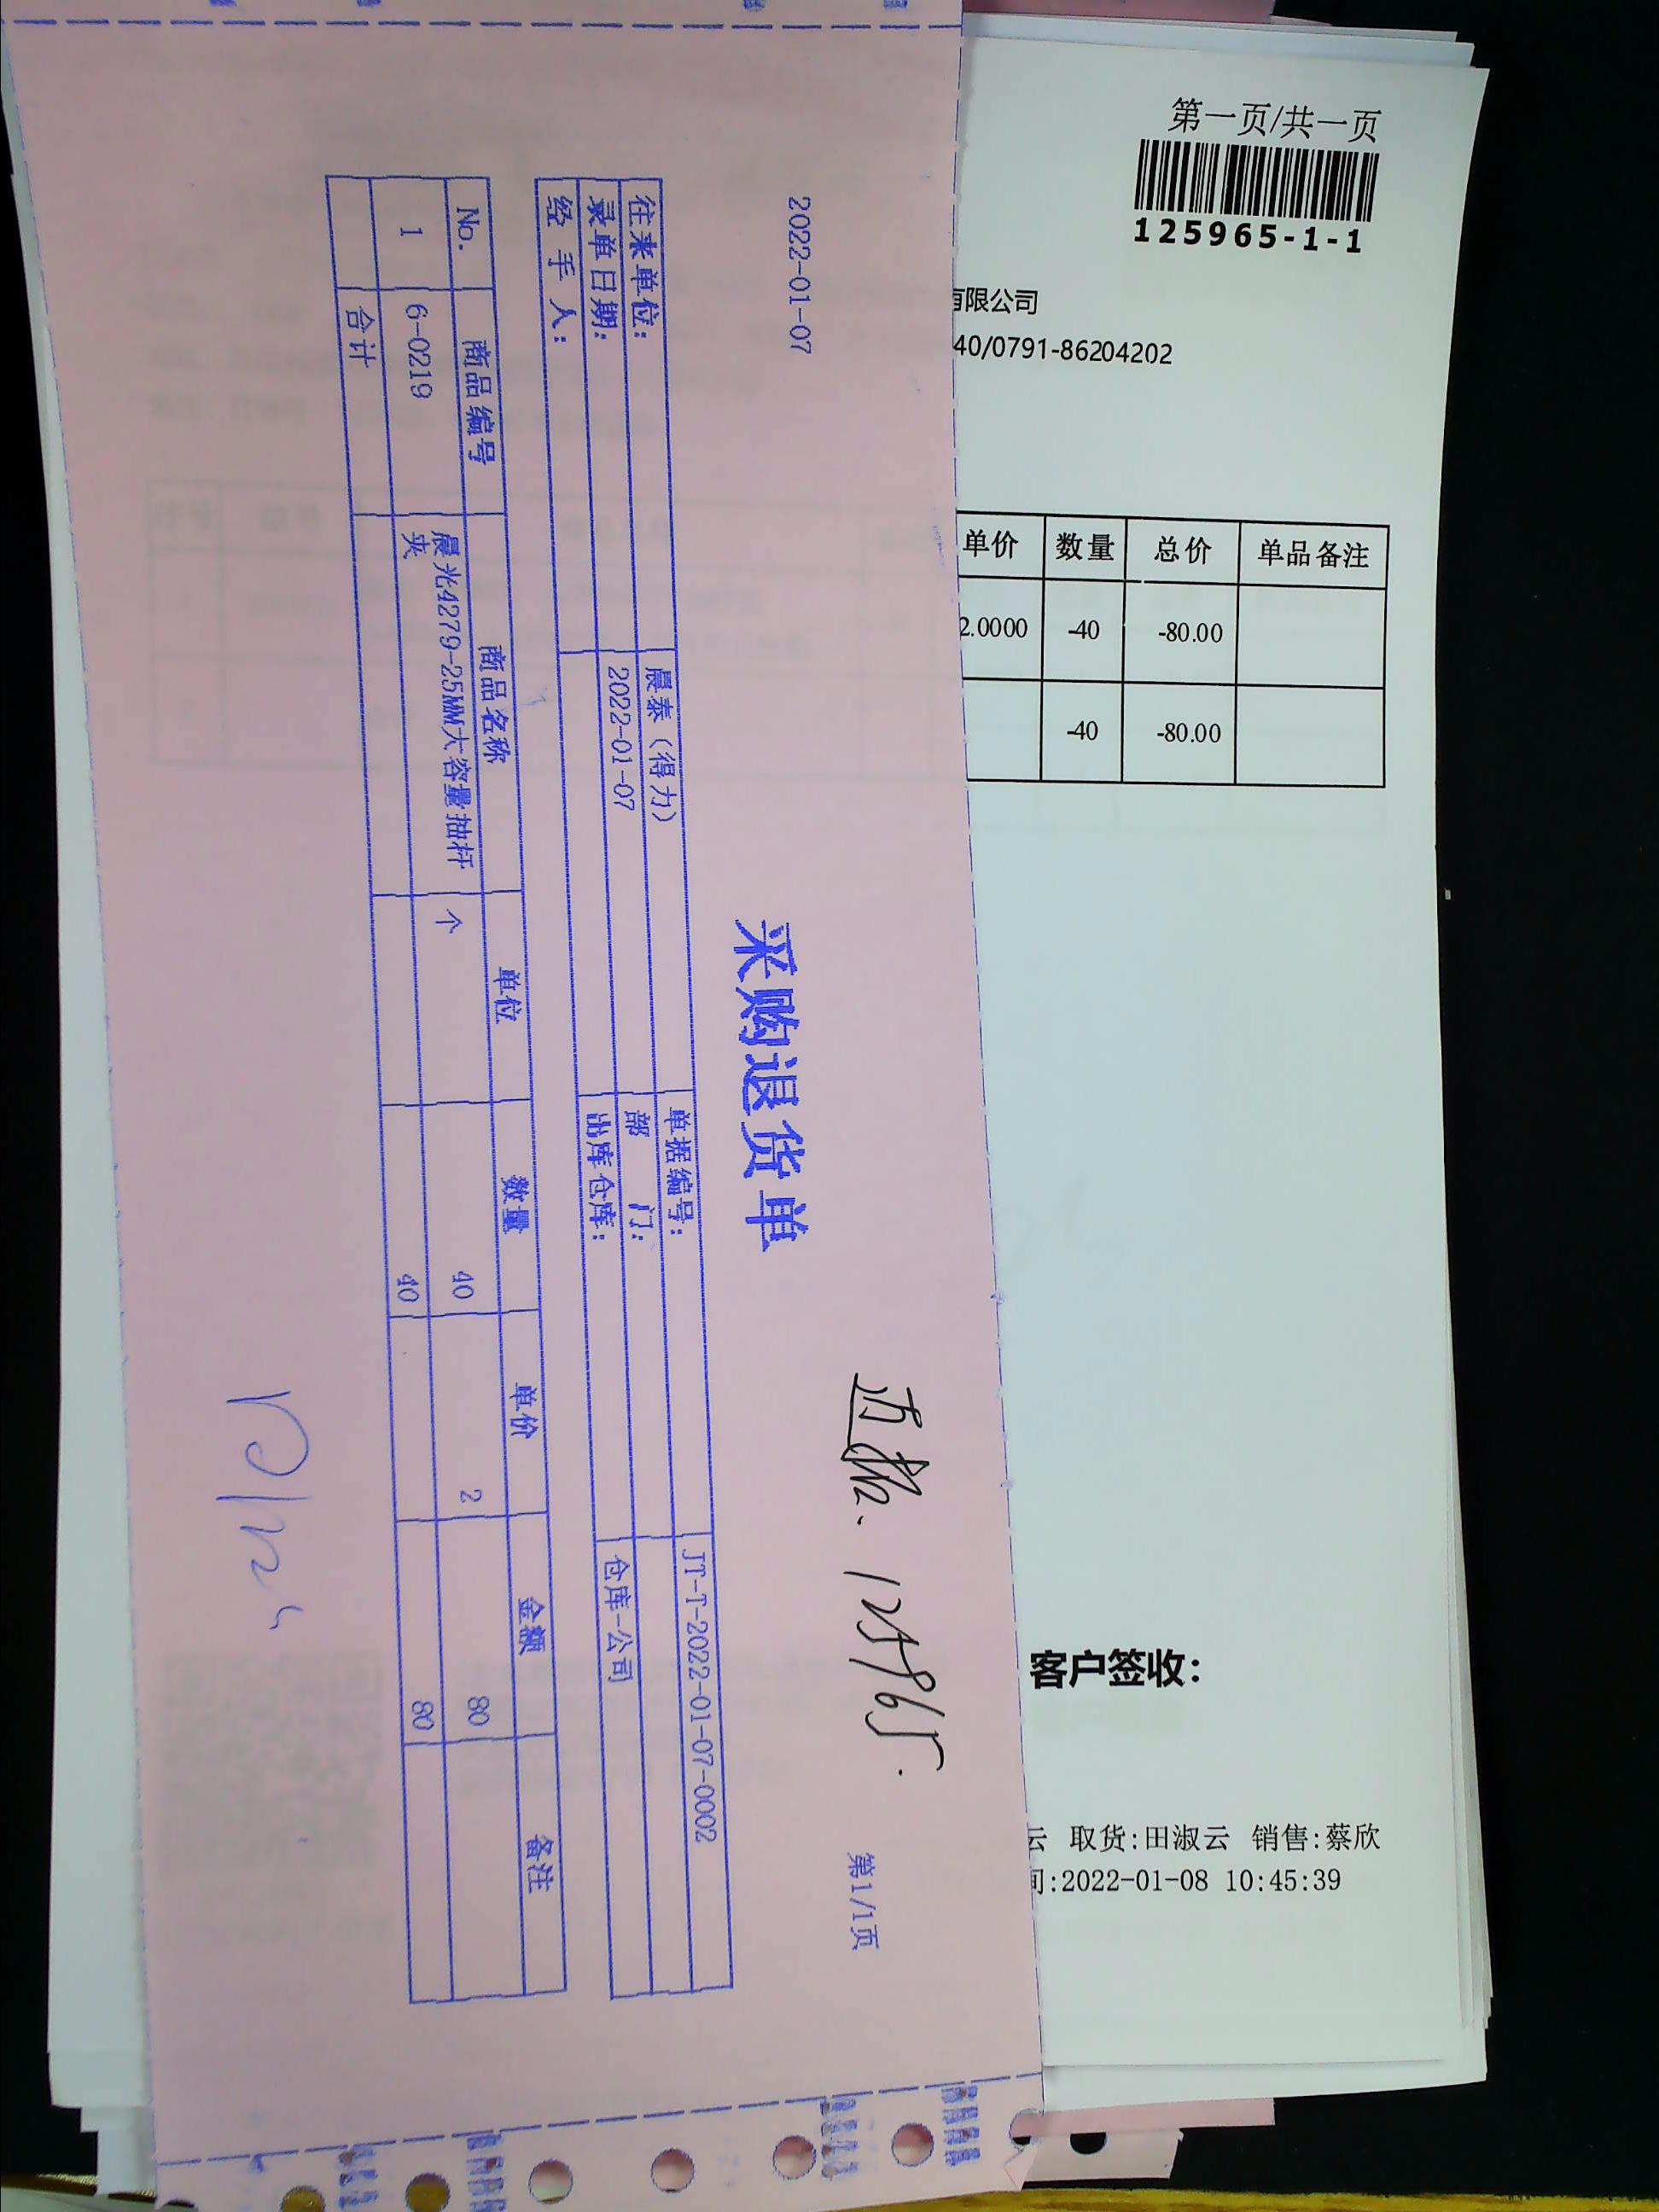 第一页/共一页
125965-1-1
有限公司
40/0791-86204202
单价 数量 总价 单品备注
2.0000 -40 -80.00
-40 -80.00
客户签收：
云 取货:田淑云 销售:蔡欣
间:2022-01-08 10:45:39
125965.
2022-01-07
采购退货单
第1/1页
往来单位: 晨泰（得力） 单据编号: JT-T-2022-01-07-0002
录单日期: 2022-01-07 部 门:
经 手 人: 出库仓库: 仓库-公司
No. 商品编号 商品名称 单位 数量 单价 金额 备注
1 6-0219 晨光4279-25MM大容量抽杆 个 40 2 80
夹
合计 40 80